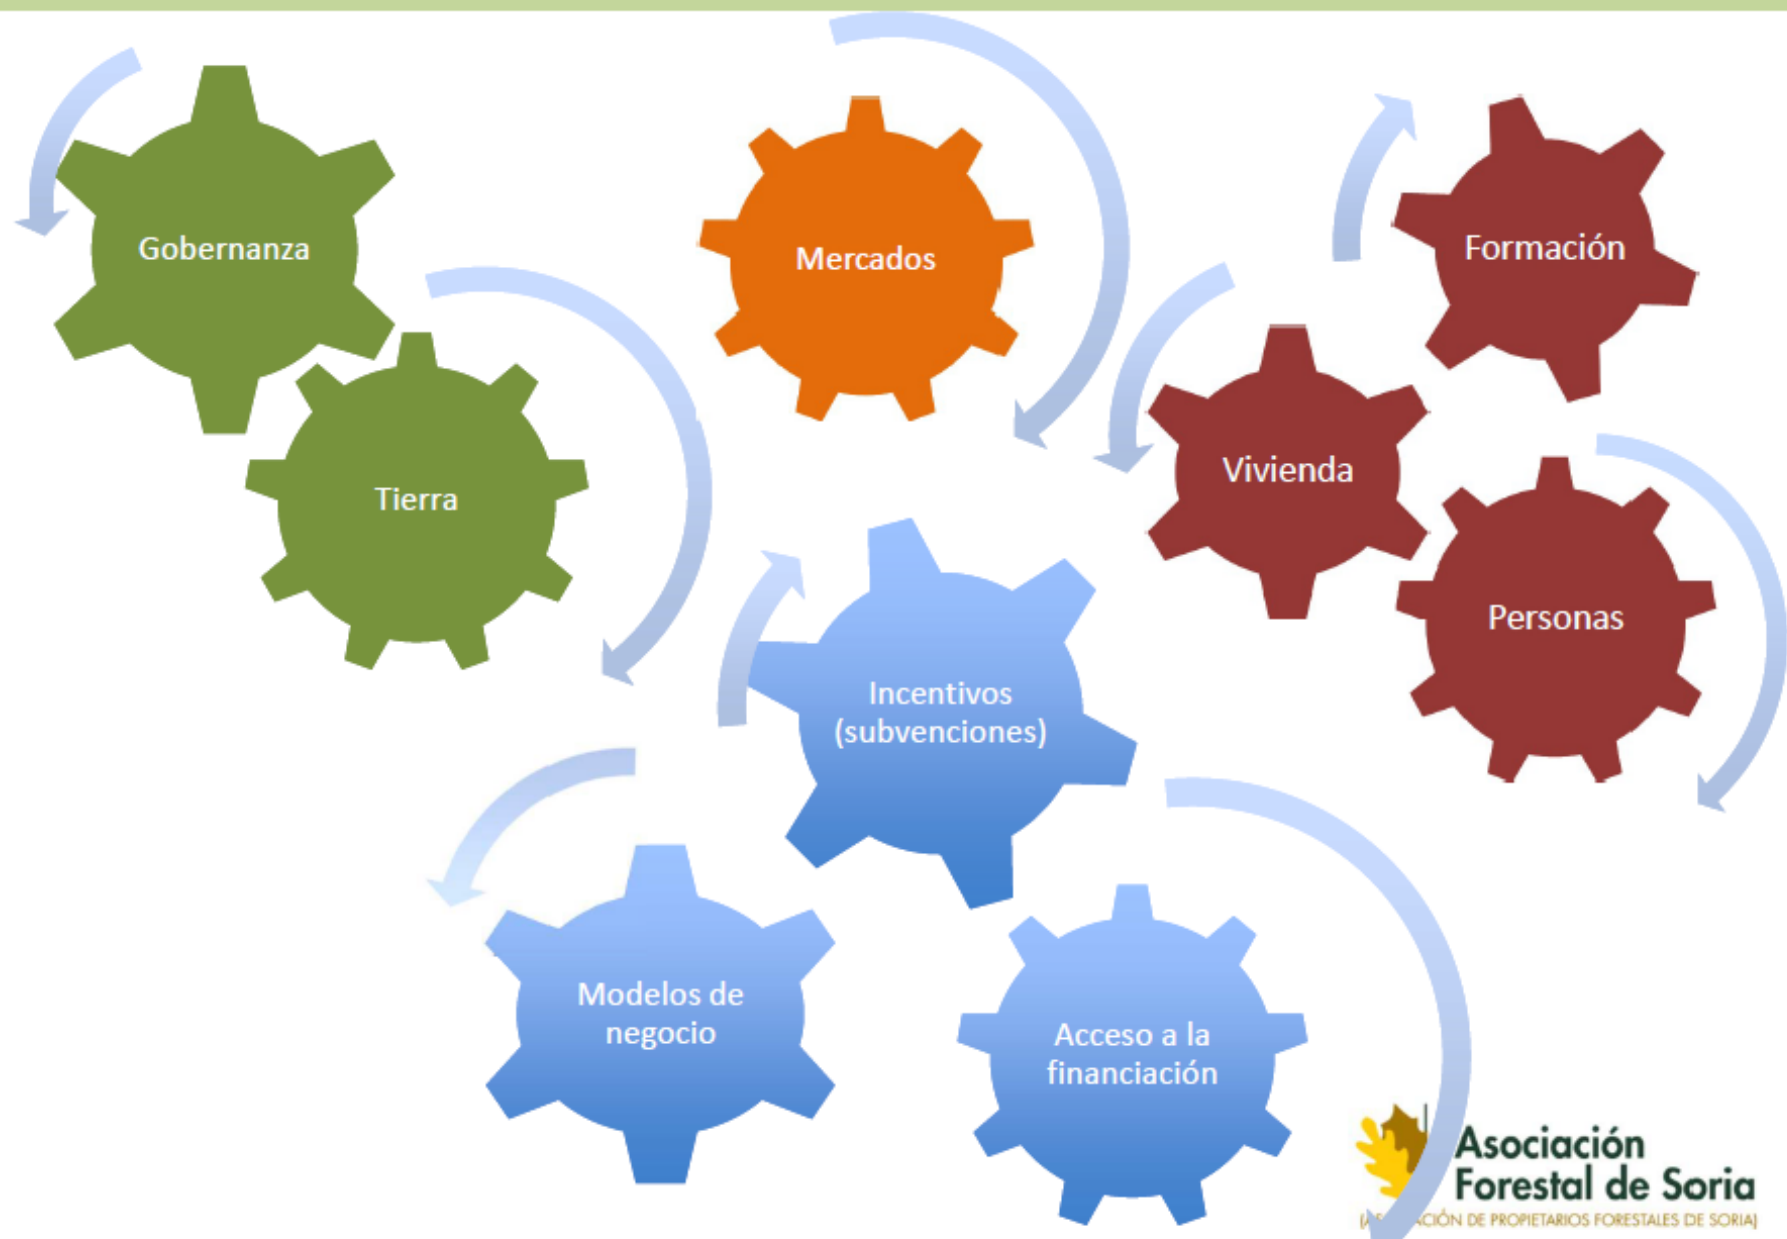 Gobernanza
Tierra
Mercados
Formación
Vivienda
Personas
Incentivos
(subvenciones)
Modelos de
negocio
Acceso a la
financiación
Asociación
Forestal de Soria
DE PROPIETARIOS FORESTALES DE SORIA)